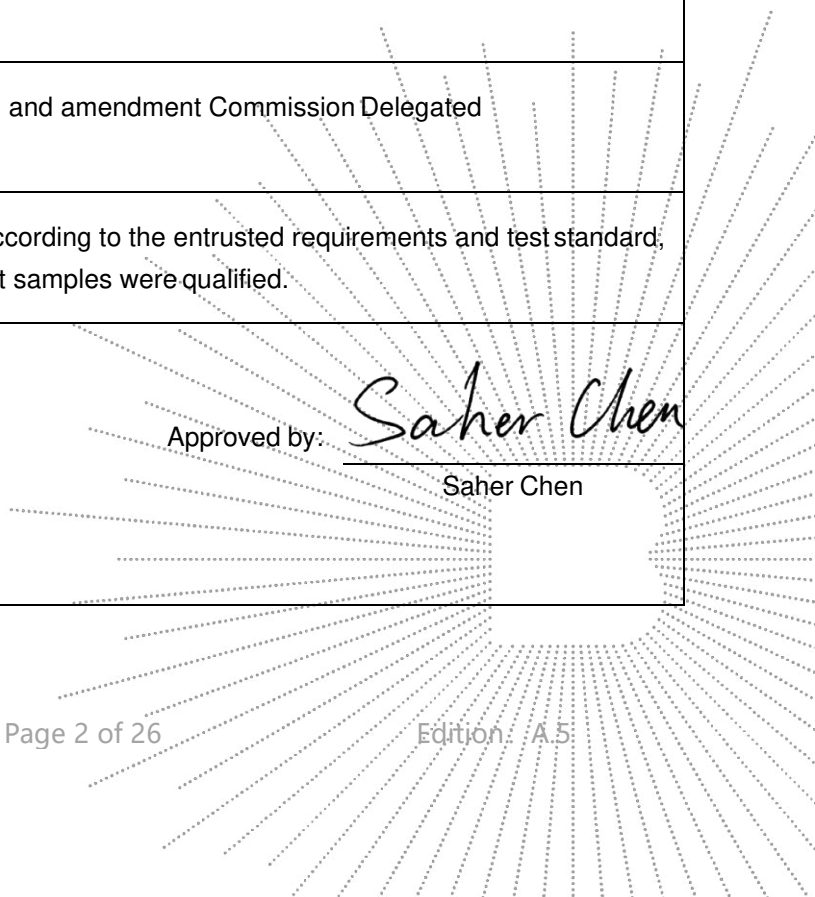 and amendment Commission Delegated
ccording to the entrusted requirements and test standard,
t samples were qualified.
Saher Chen
Approved by:
Saher Chen
Page 2 of 26 Edition. A.5